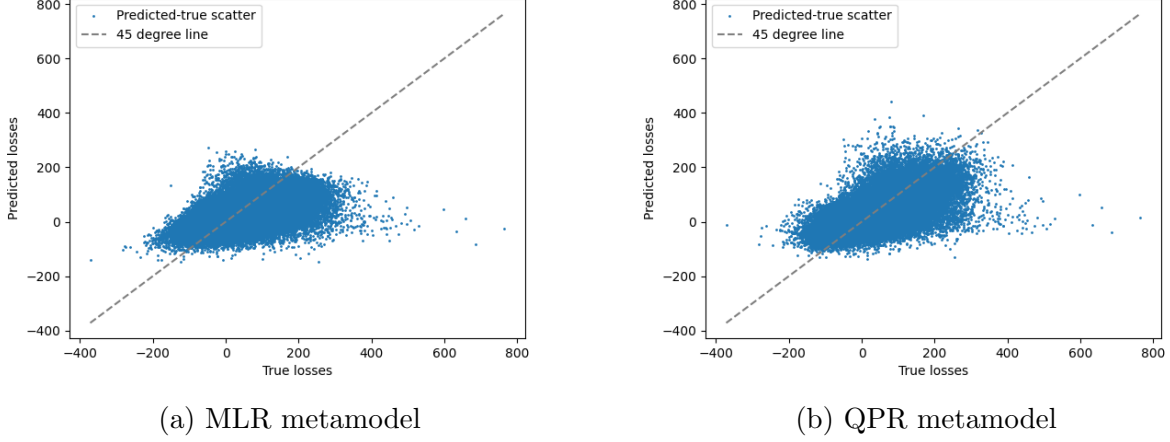 Predicted-true scatter
45 degree line
800
600
400
200
0
−200
−400
Predicted losses
−400
−200
0
200
400
600
800
True losses
(a) MLR metamodel
Predicted-true scatter
45 degree line
800
600
400
200
0
−200
−400
Predicted losses
−400
−200
0
200
400
600
800
True losses
(b) QPR metamodel